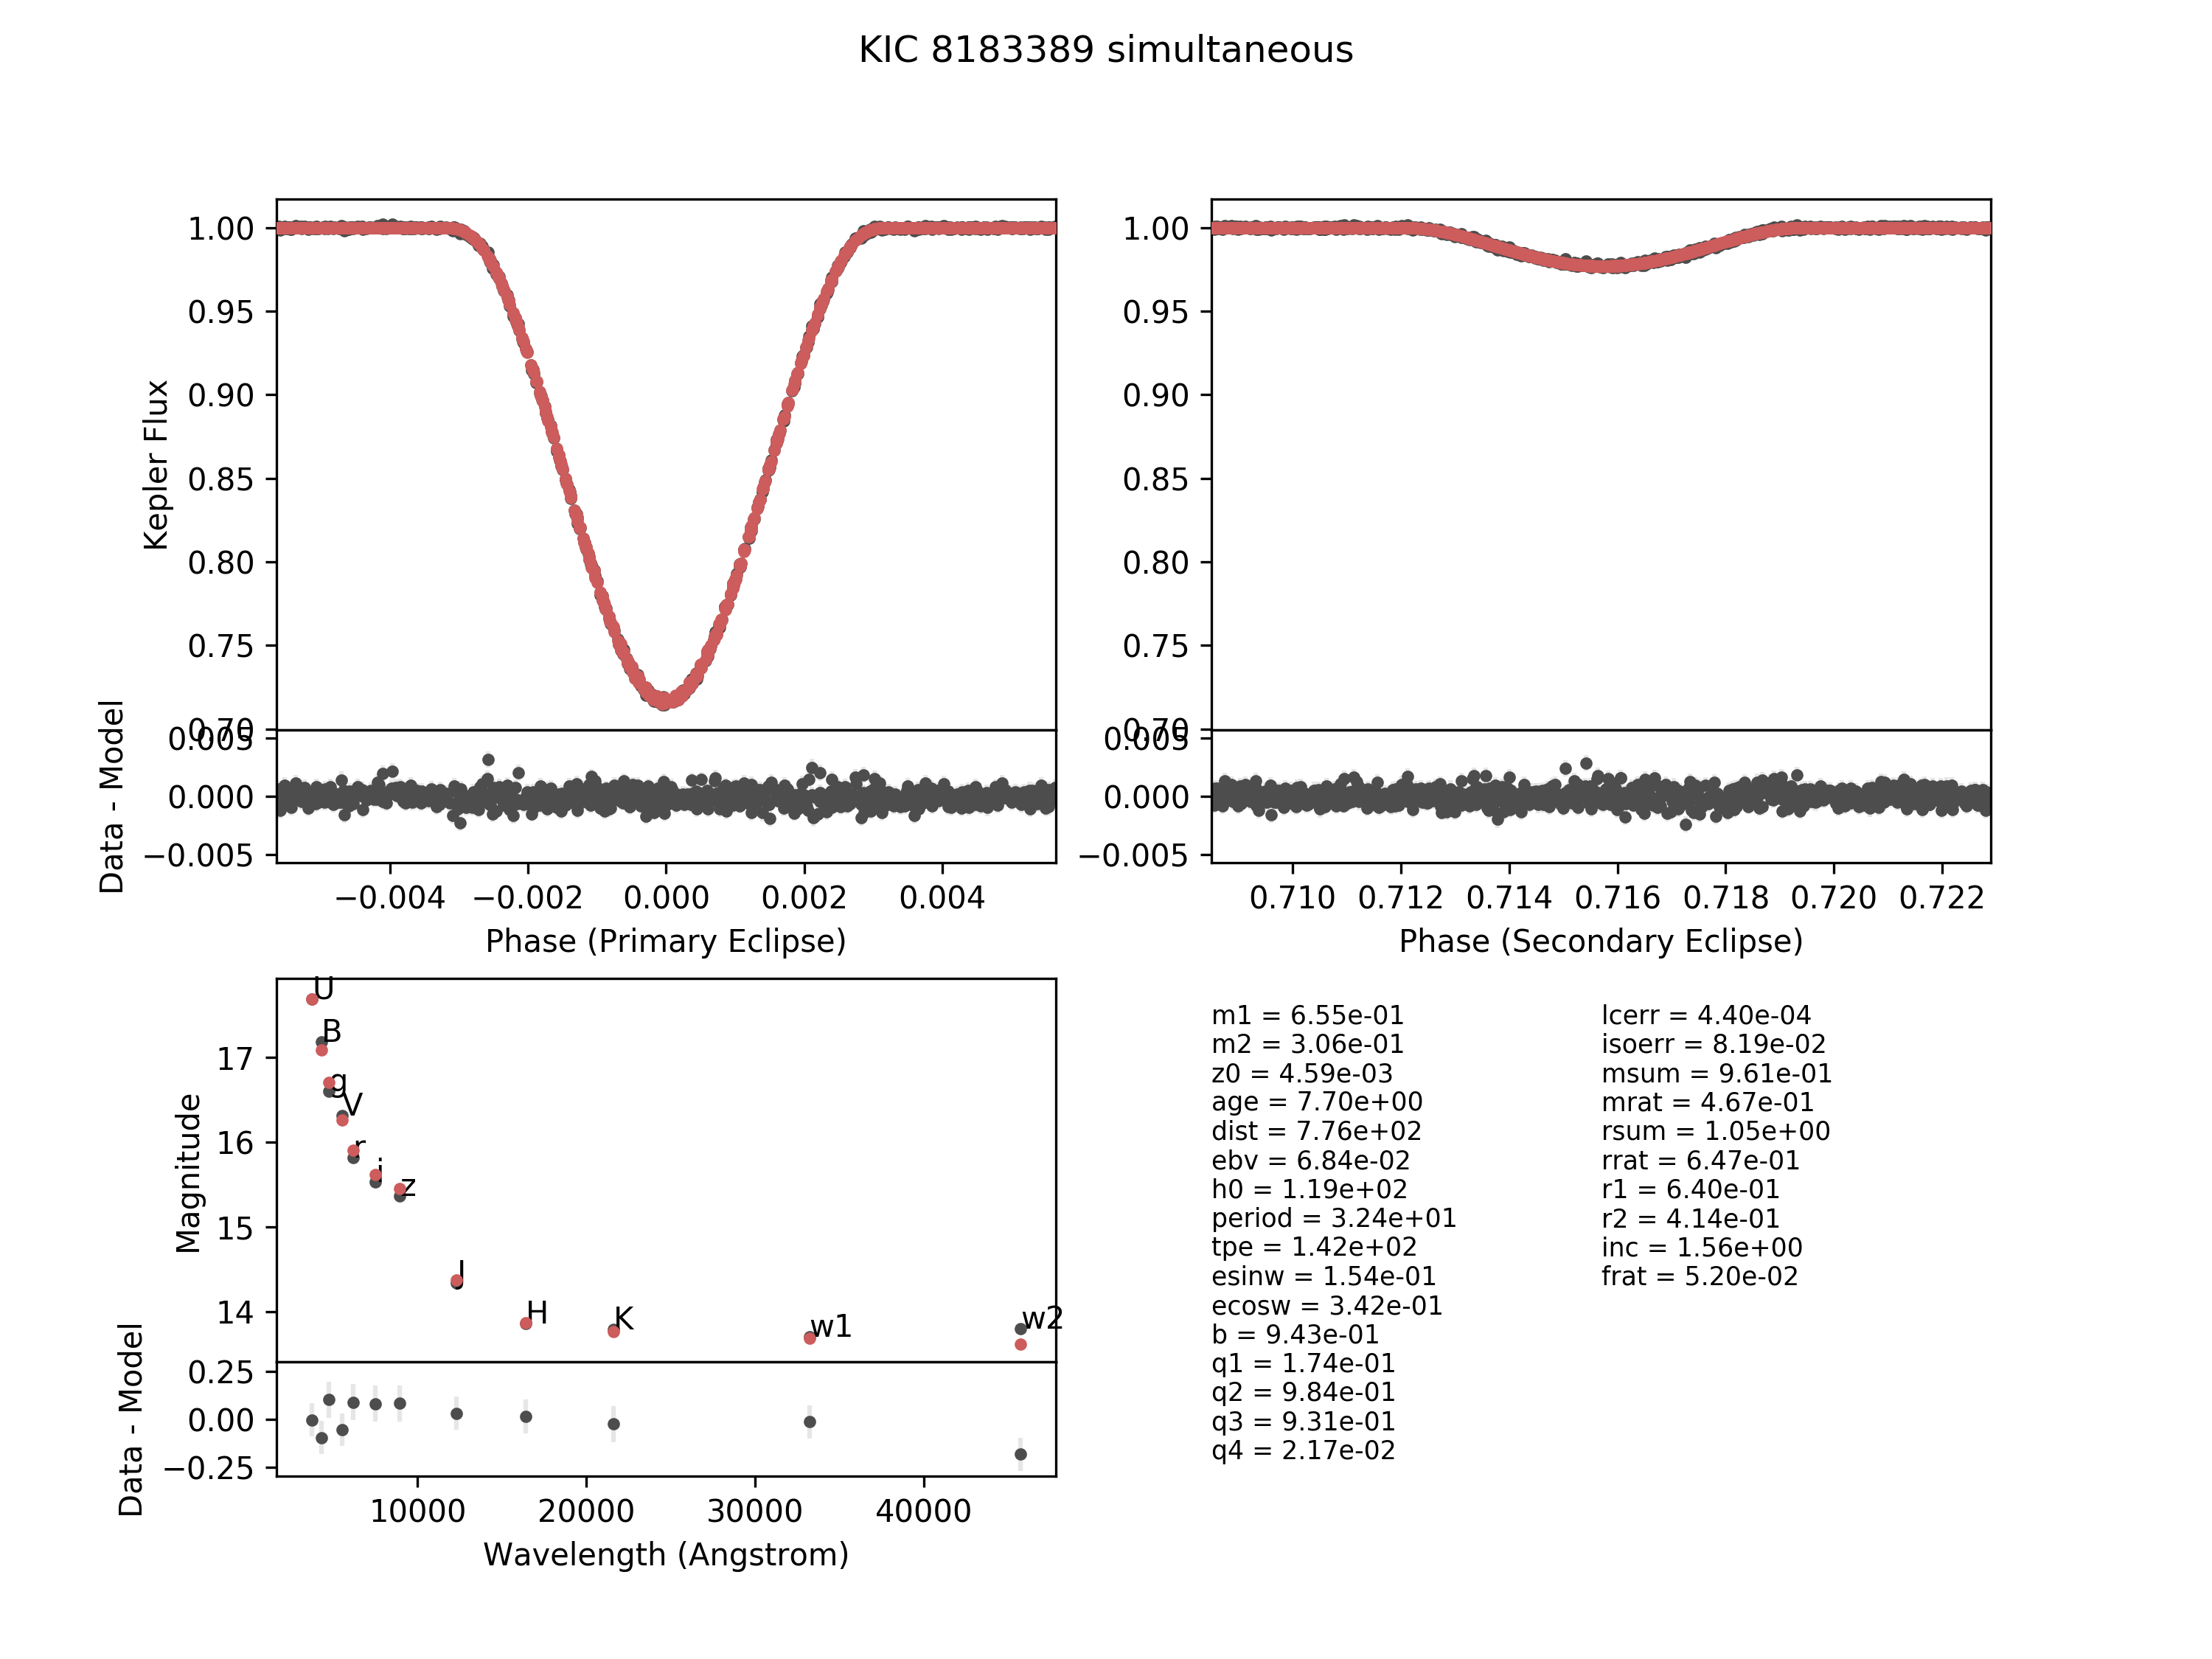 KIC 8183389 simultaneous
1.00
0.95
0.90
0.85
0.80
0.75
0.70
Kepler Flux
0.005
0.000
−0.005
Data - Model
−0.004 −0.002 0.000 0.002 0.004
Phase (Primary Eclipse)
1.00
0.95
0.90
0.85
0.80
0.75
0.70
0.005
0.000
−0.005
0.710 0.712 0.714 0.716 0.718 0.720 0.722
Phase (Secondary Eclipse)
17
16
15
14
Magnitude
U
B
g
V
r
i
z
J
H
K
w1
w2
0.25
0.00
−0.25
Data - Model
10000 20000 30000 40000
Wavelength (Angstrom)
m1 = 6.55e-01
m2 = 3.06e-01
z0 = 4.59e-03
age = 7.70e+00
dist = 7.76e+02
ebv = 6.84e-02
h0 = 1.19e+02
period = 3.24e+01
tpe = 1.42e+02
esinw = 1.54e-01
ecosw = 3.42e-01
b = 9.43e-01
q1 = 1.74e-01
q2 = 9.84e-01
q3 = 9.31e-01
q4 = 2.17e-02
lcerr = 4.40e-04
isoerr = 8.19e-02
msum = 9.61e-01
mrat = 4.67e-01
rsum = 1.05e+00
rrat = 6.47e-01
r1 = 6.40e-01
r2 = 4.14e-01
inc = 1.56e+00
frat = 5.20e-02